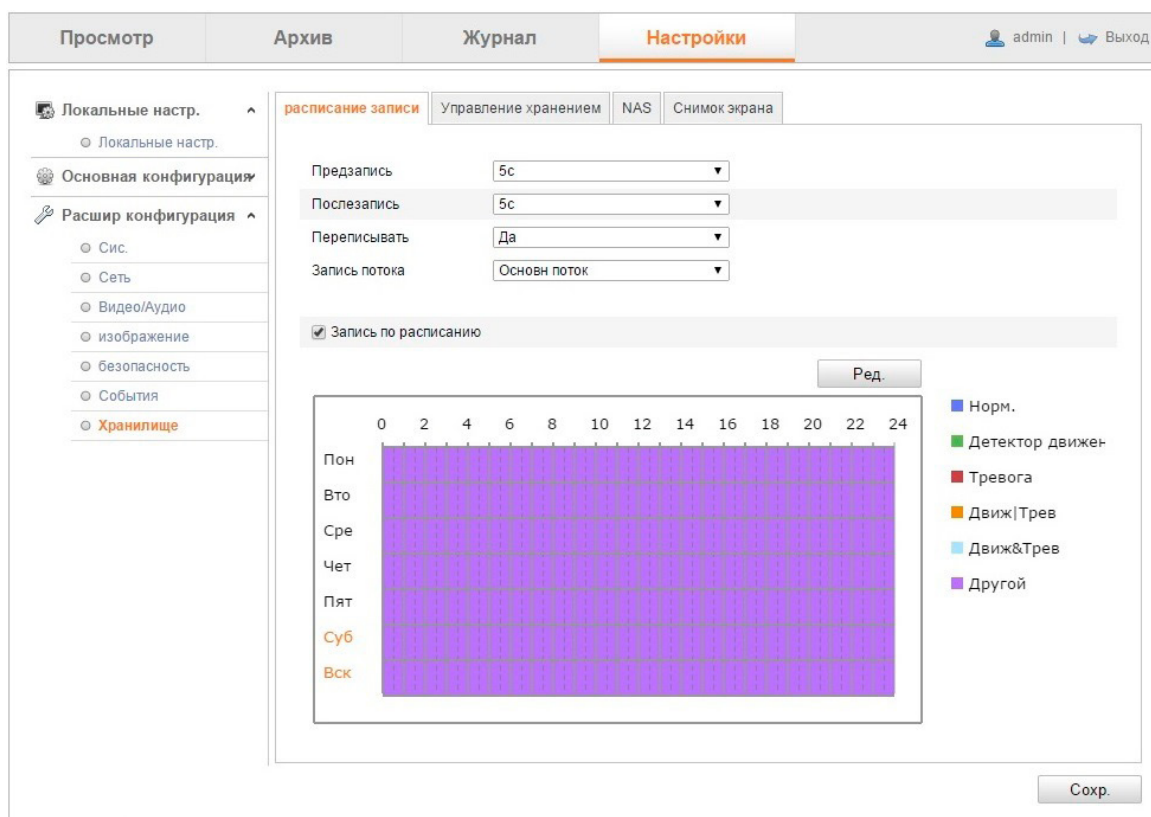 Просмотр Архив Журнал Настройки admin | Выход
Локальные настр.
Локальные настр.
Основная конфигурация
Расшир конфигурация
Сис.
Сеть
Видео/Аудио
изображение
безопасность
События
Хранилище
расписание записи Управление хранением NAS Снимок экрана
Предзапись 5с
Послезапись 5с
Переписывать Да
Запись потока Основн поток
Запись по расписанию
Ред.
0 2 4 6 8 10 12 14 16 18 20 22 24
Пон
Вто
Сре
Чет
Пят
Суб
Вск
Норм.
Детектор движен
Тревога
Движ|Трев
Движ&Трев
Другой
Сохр.